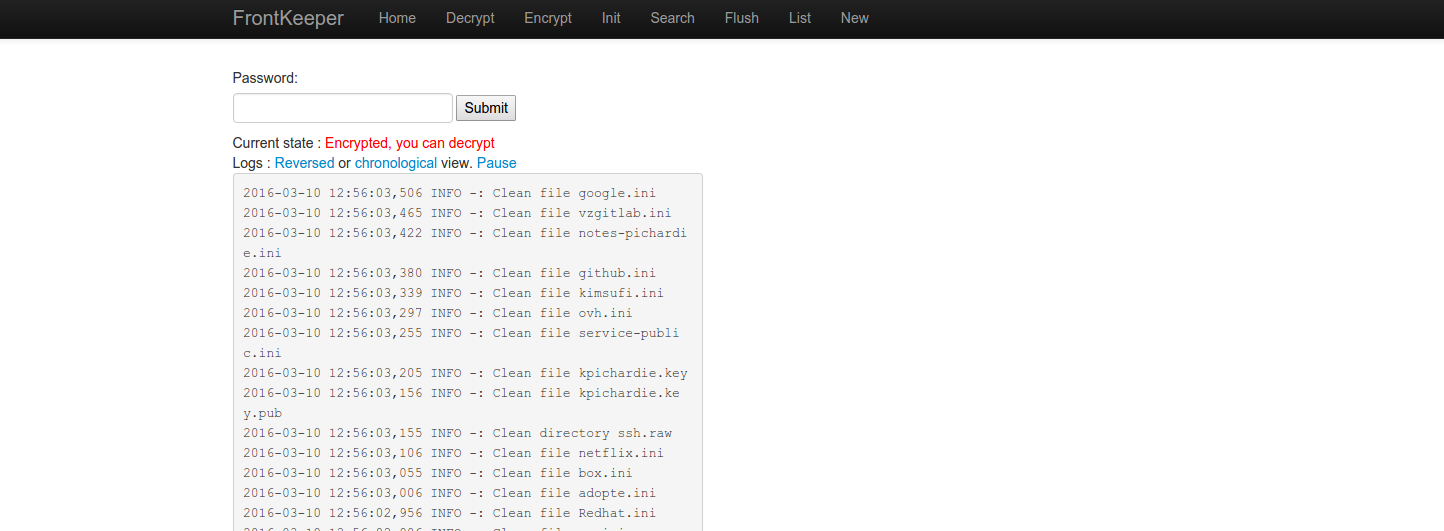 FrontKeeper Home Decrypt Encrypt Init Search Flush List New
Password:
Submit
Current state : Encrypted, you can decrypt
Logs : Reversed or chronological view. Pause
2016-03-10 12:56:03,506 INFO -: Clean file google.ini
2016-03-10 12:56:03,465 INFO -: Clean file vzgitlab.ini
2016-03-10 12:56:03,422 INFO -: Clean file notes-pichardi
e.ini
2016-03-10 12:56:03,380 INFO -: Clean file github.ini
2016-03-10 12:56:03,339 INFO -: Clean file kimsufi.ini
2016-03-10 12:56:03,297 INFO -: Clean file ovh.ini
2016-03-10 12:56:03,255 INFO -: Clean file service-publi
c.ini
2016-03-10 12:56:03,205 INFO -: Clean file kpichardie.key
2016-03-10 12:56:03,156 INFO -: Clean file kpichardie.ke
y.pub
2016-03-10 12:56:03,155 INFO -: Clean directory ssh.raw
2016-03-10 12:56:03,106 INFO -: Clean file netflix.ini
2016-03-10 12:56:03,055 INFO -: Clean file box.ini
2016-03-10 12:56:03,006 INFO -: Clean file adopte.ini
2016-03-10 12:56:02,956 INFO -: Clean file Redhat.ini